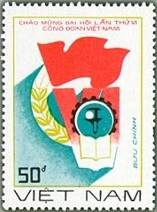 CHÀO MỪNG ĐẠI HỘI LẦN THỨ VI
CÔNG ĐOÀN VIỆT NAM
BƯU CHÍNH
50đ
VIỆT NAM